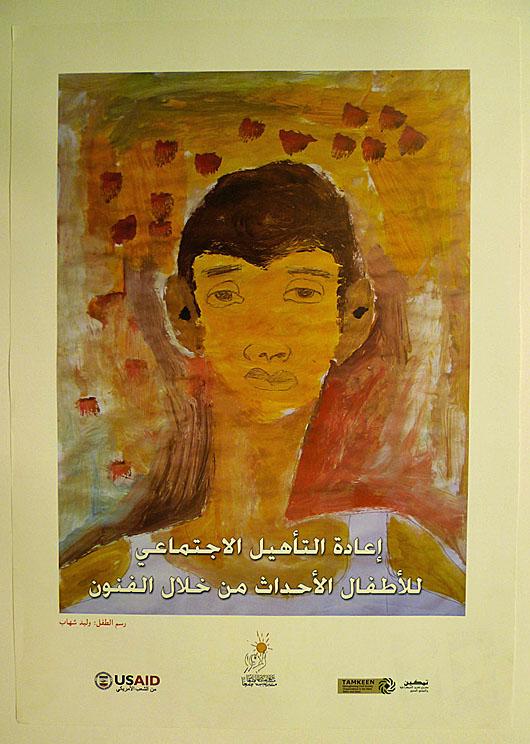 إعادة التأهيل الاجتماعي
للأطفال الأحداث من خلال الفنون
رسم الطفل: وليد شهاب
USAID
من الشعب الأمريكي
TAMKEEN
تمكين